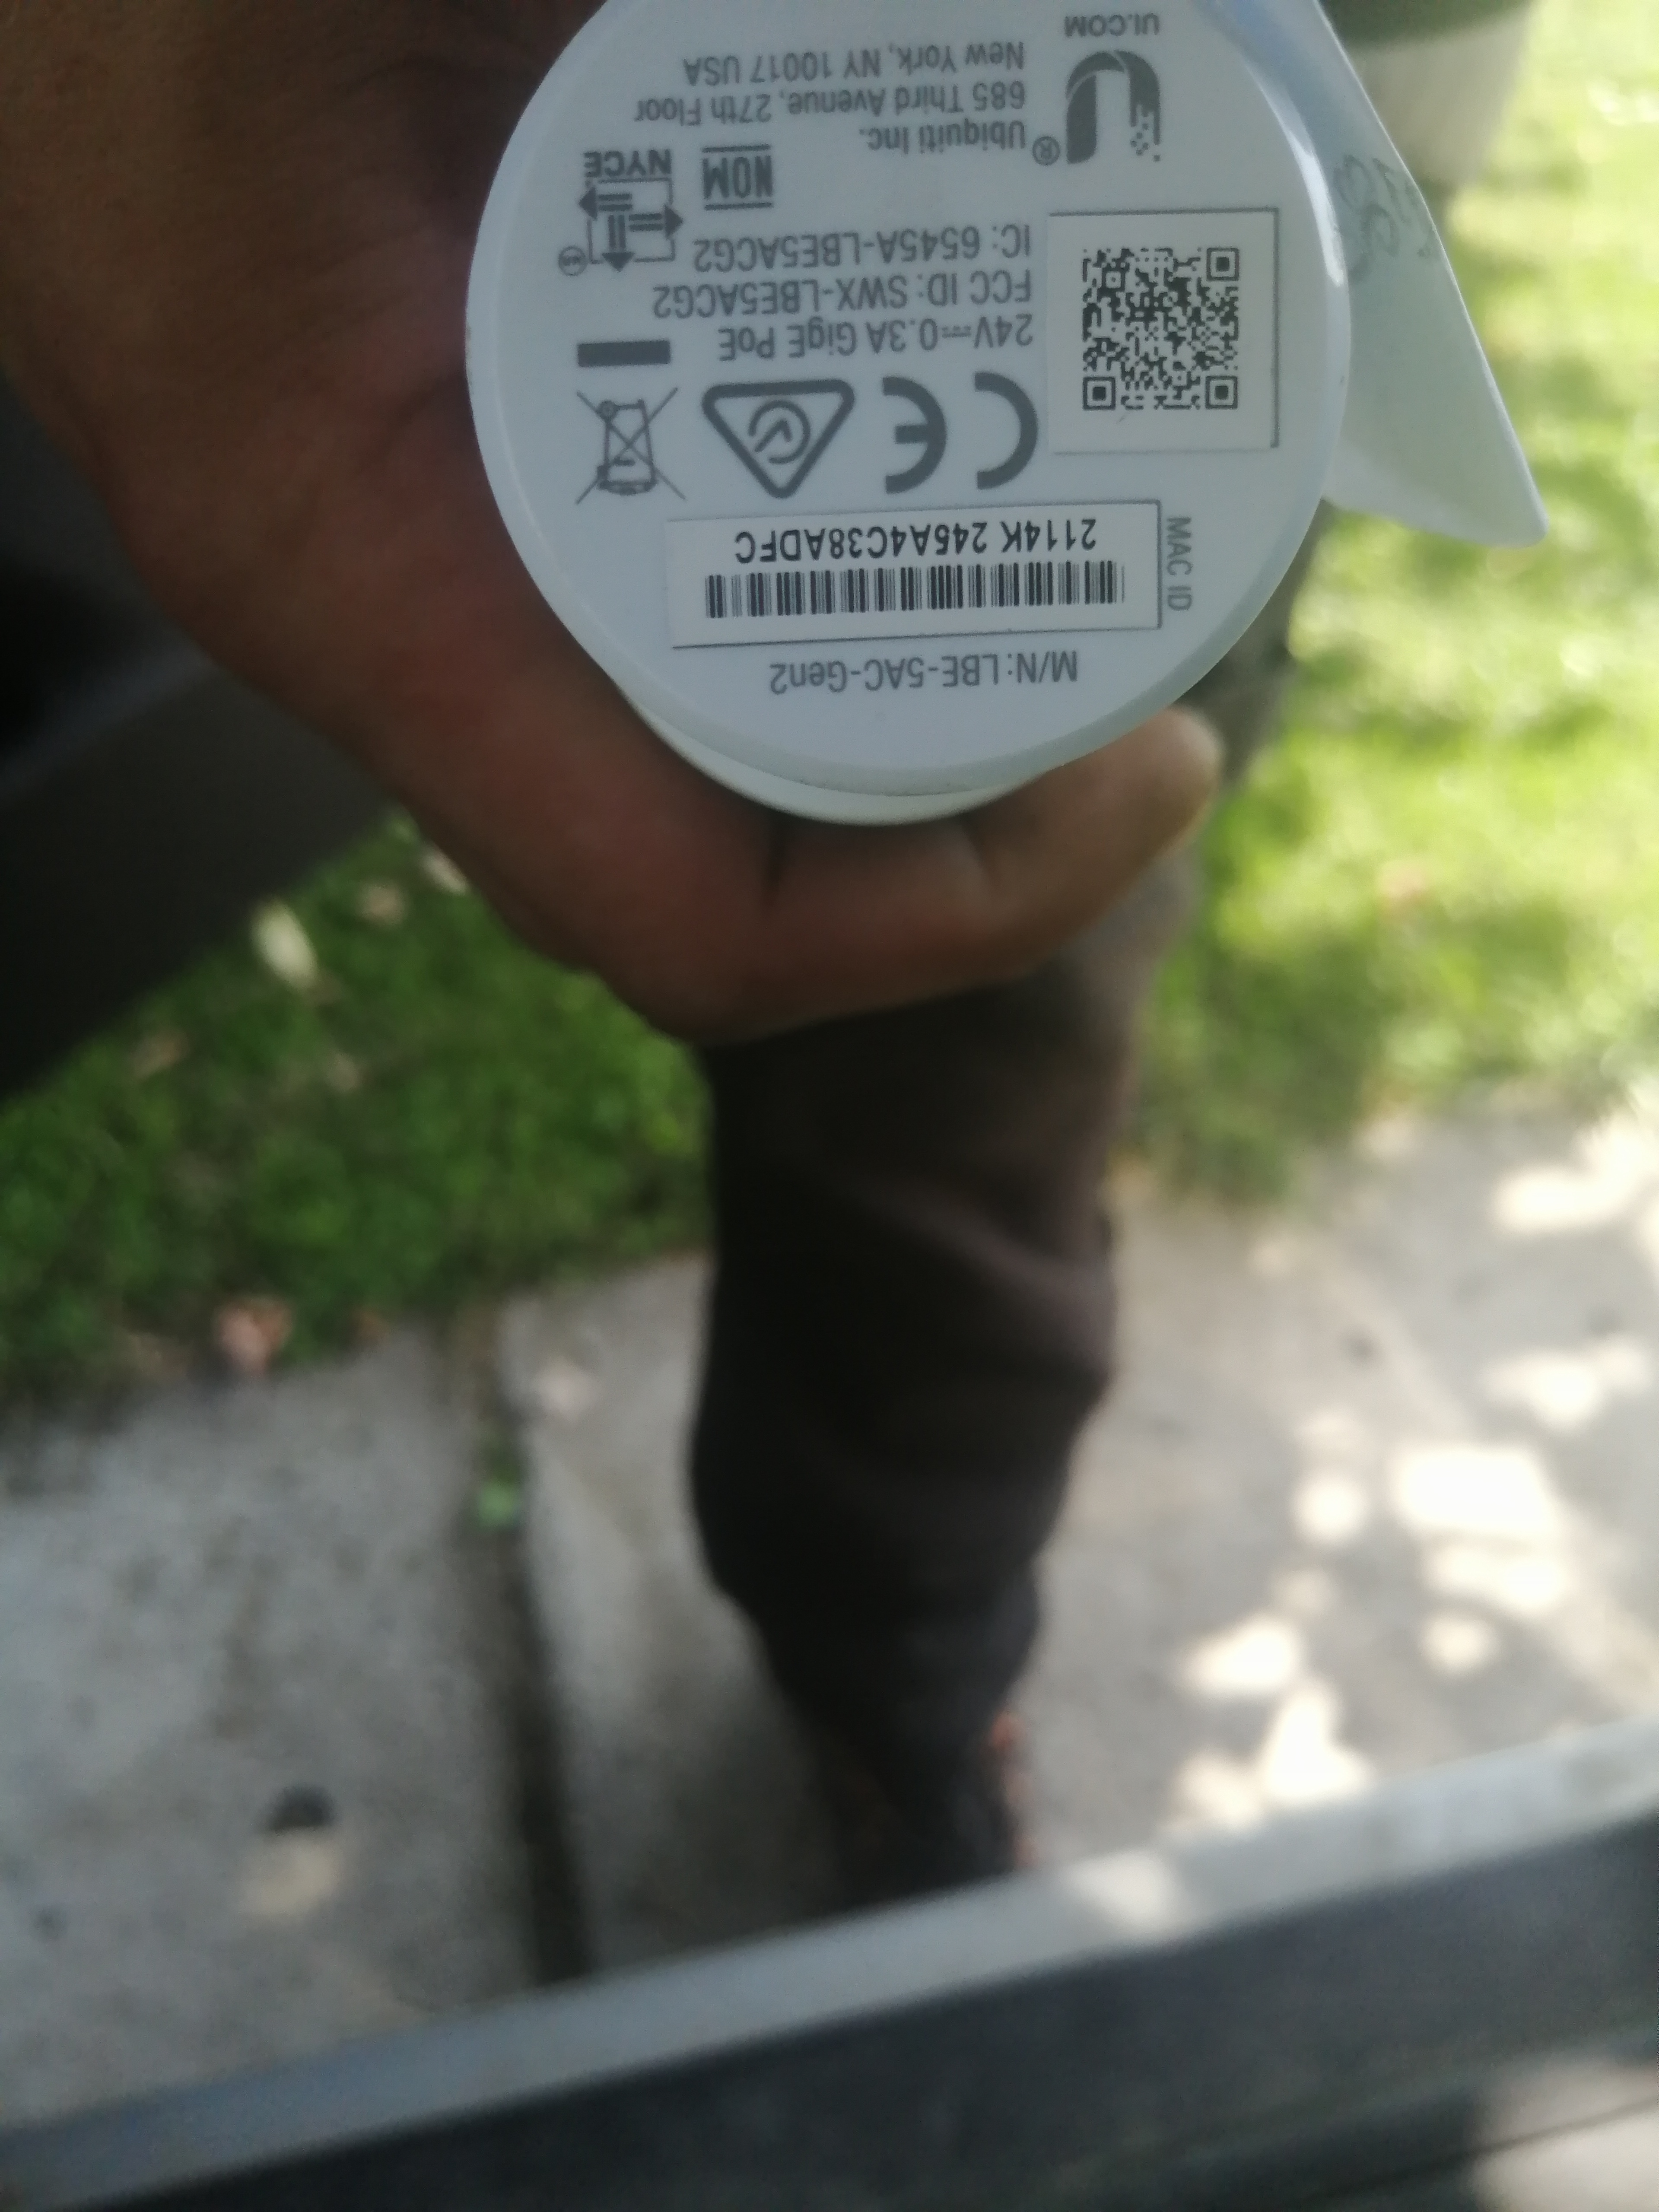 M/N:LBE-5AC-Gen2
MAC ID
2114K 245A4C38ADFC
24V⎓0.3A GigE PoE
FCC ID: SWX-LBE5ACG2
IC: 6545A-LBE5ACG2
NOM
NYCE
®
Ubiquiti Inc.
685 Third Avenue, 27th Floor
New York, NY 10017 USA
UI.COM